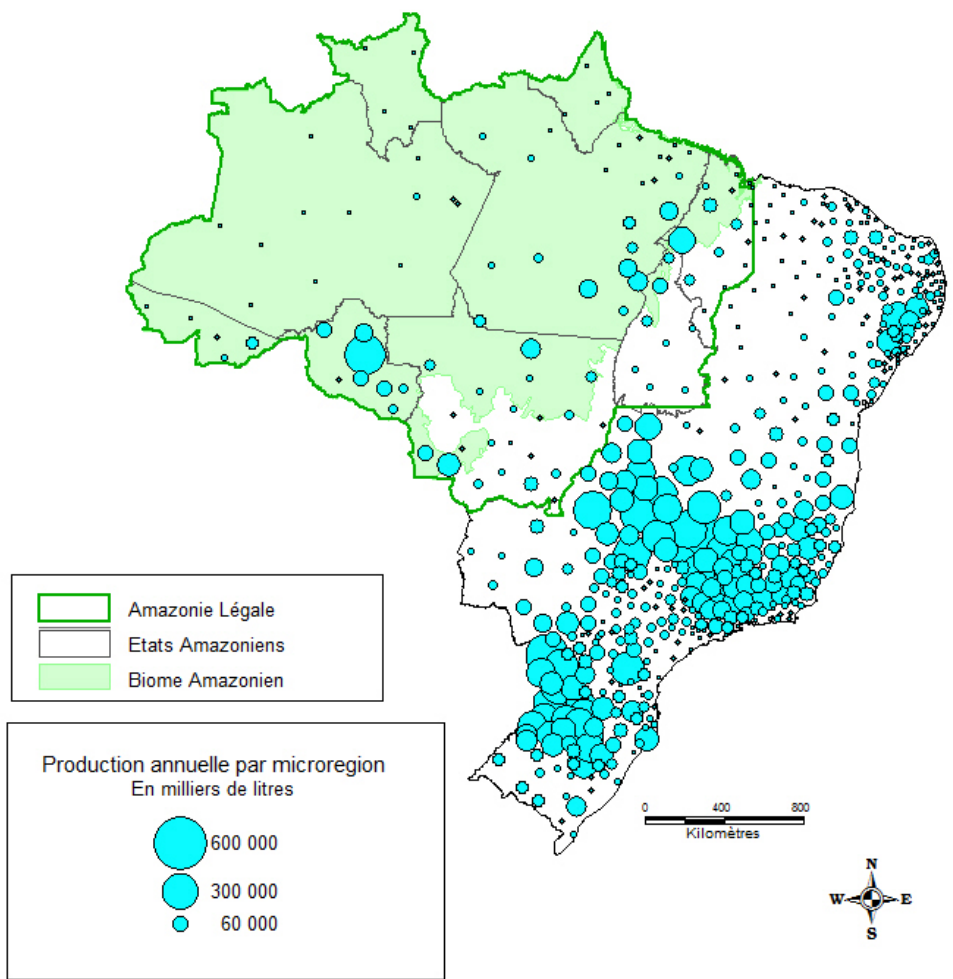 Amazonie Légale
Etats Amazoniens
Biome Amazonien
Production annuelle par microregion
En milliers de litres
600 000
300 000
60 000
0 400 800
Kilomètres
N
W E
S